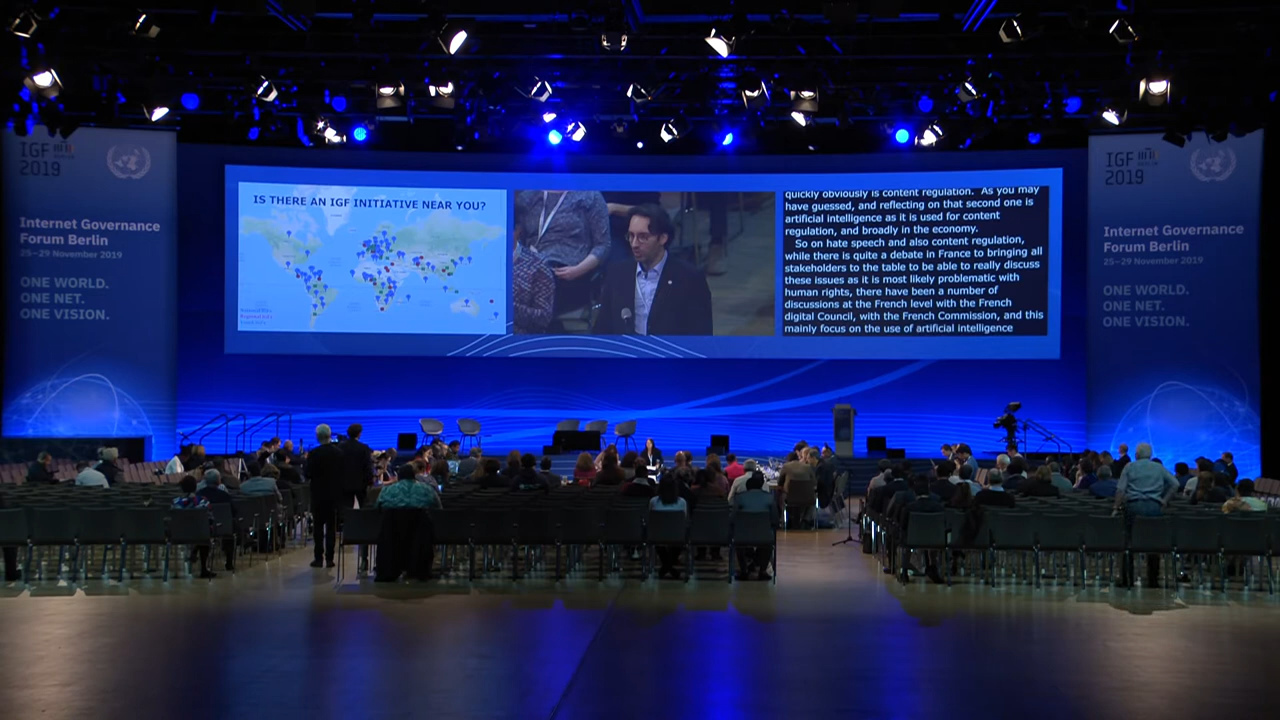 IGF
2019
Internet Governance
Forum Berlin
25–29 November 2019
ONE WORLD.
ONE NET.
ONE VISION.
IS THERE AN IGF INITIATIVE NEAR YOU?
quickly obviously is content regulation.  As you may
have guessed, and reflecting on that second one is
artificial intelligence as it is used for content
regulation, and broadly in the economy.
So on hate speech and also content regulation,
while there is quite a debate in France to bringing all
stakeholders to the table to be able to really discuss
these issues as it is most likely problematic with
human rights, there have been a number of
discussions at the French level with the French
digital Council, with the French Commission, and this
mainly focus on the use of artificial intelligence
IGF
2019
Internet Governance
Forum Berlin
25–29 November 2019
ONE WORLD.
ONE NET.
ONE VISION.